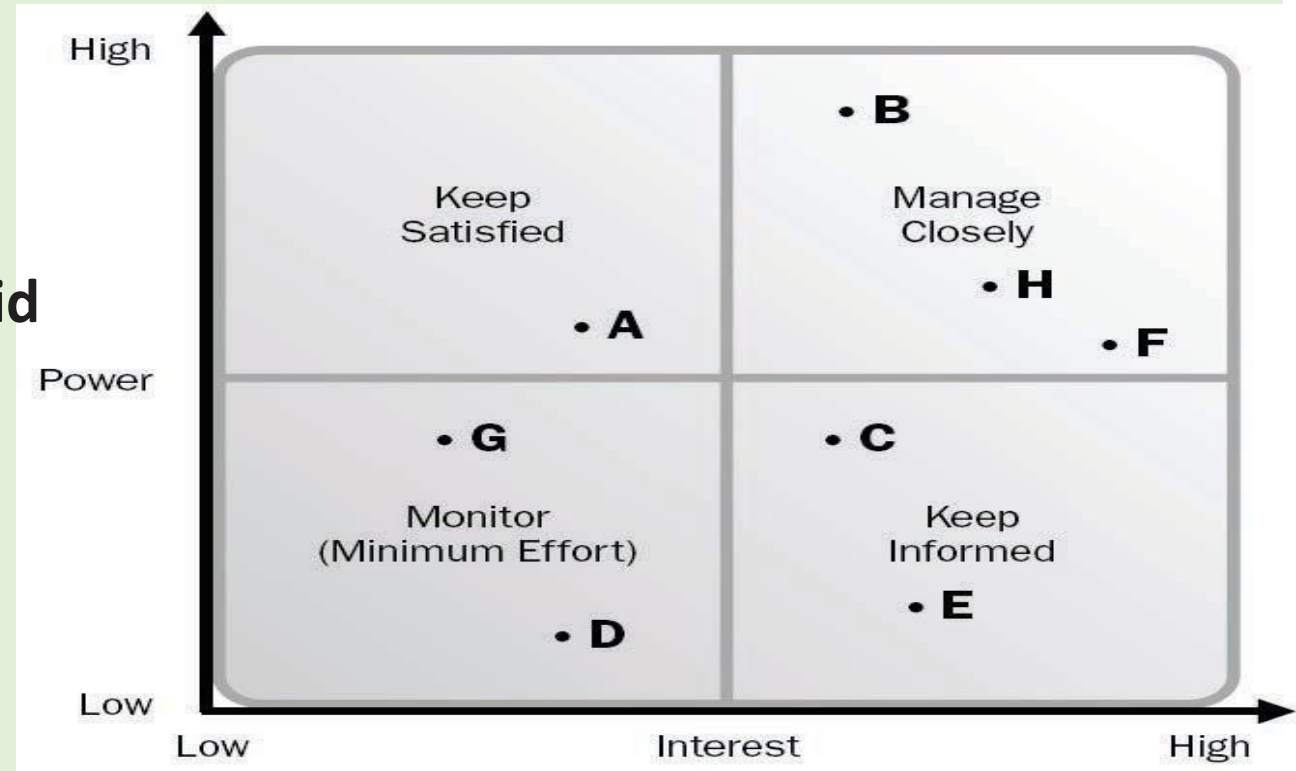 High
B
Keep
Satisfied
Manage
Closely
H
id
A
F
Power
G
C
Monitor
(Minimum Effort)
Keep
Informed
E
D
Low
Low
Interest
High